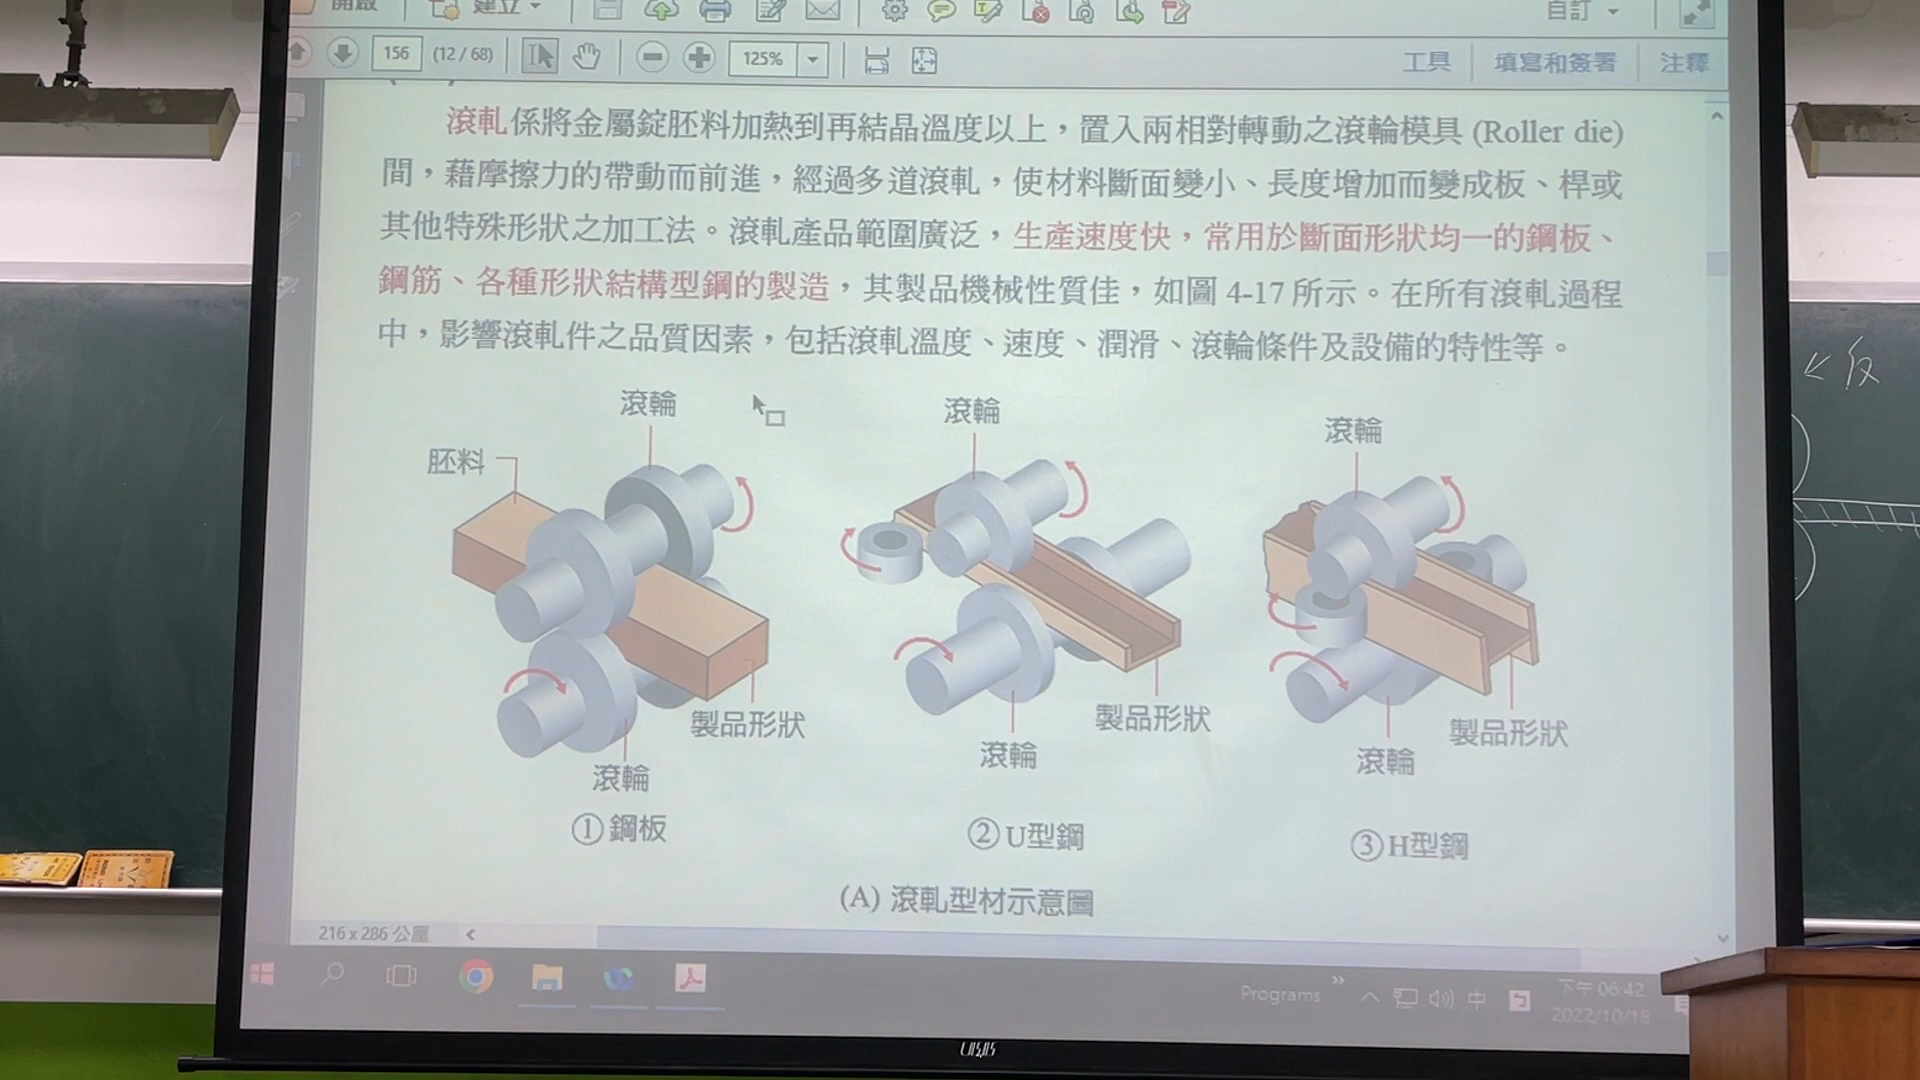 開啟 建立 自訂
156 (12 / 68) 125% 工具 填寫和簽署 注釋
滾軋係將金屬錠胚料加熱到再結晶溫度以上，置入兩相對轉動之滾輪模具 (Roller die)
間，藉摩擦力的帶動而前進，經過多道滾軋，使材料斷面變小、長度增加而變成板、桿或
其他特殊形狀之加工法。滾軋產品範圍廣泛，生產速度快，常用於斷面形狀均一的鋼板、
鋼筋、各種形狀結構型鋼的製造，其製品機械性質佳，如圖 4-17 所示。在所有滾軋過程
中，影響滾軋件之品質因素，包括滾軋溫度、速度、潤滑、滾輪條件及設備的特性等。
反
滾輪 滾輪 滾輪
胚料
製品形狀 製品形狀 製品形狀
滾輪 滾輪 滾輪
①鋼板 ②U型鋼 ③H型鋼
(A) 滾軋型材示意圖
216 x 286 公厘
Programs 中 下午 06:42
2022/10/18